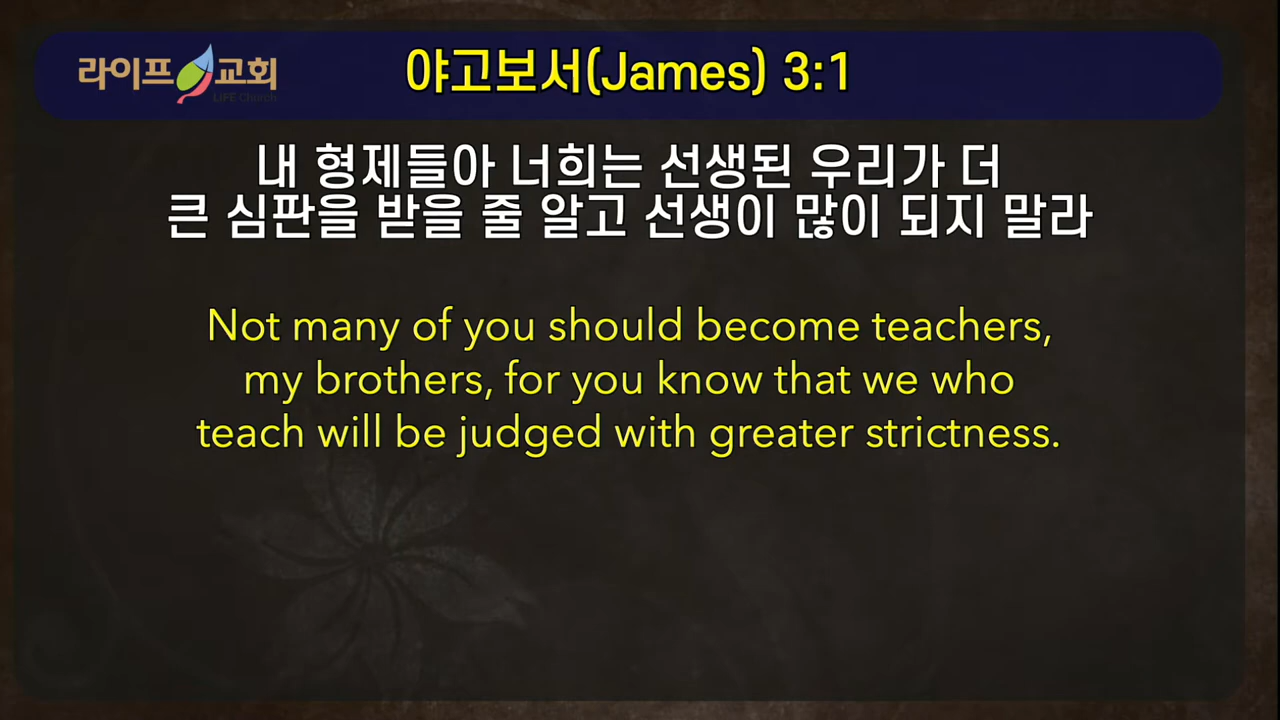 라이프 교회
LIFE Church
야고보서(James) 3:1
내 형제들아 너희는 선생된 우리가 더
큰 심판을 받을 줄 알고 선생이 많이 되지 말라
Not many of you should become teachers,
my brothers, for you know that we who
teach will be judged with greater strictness.